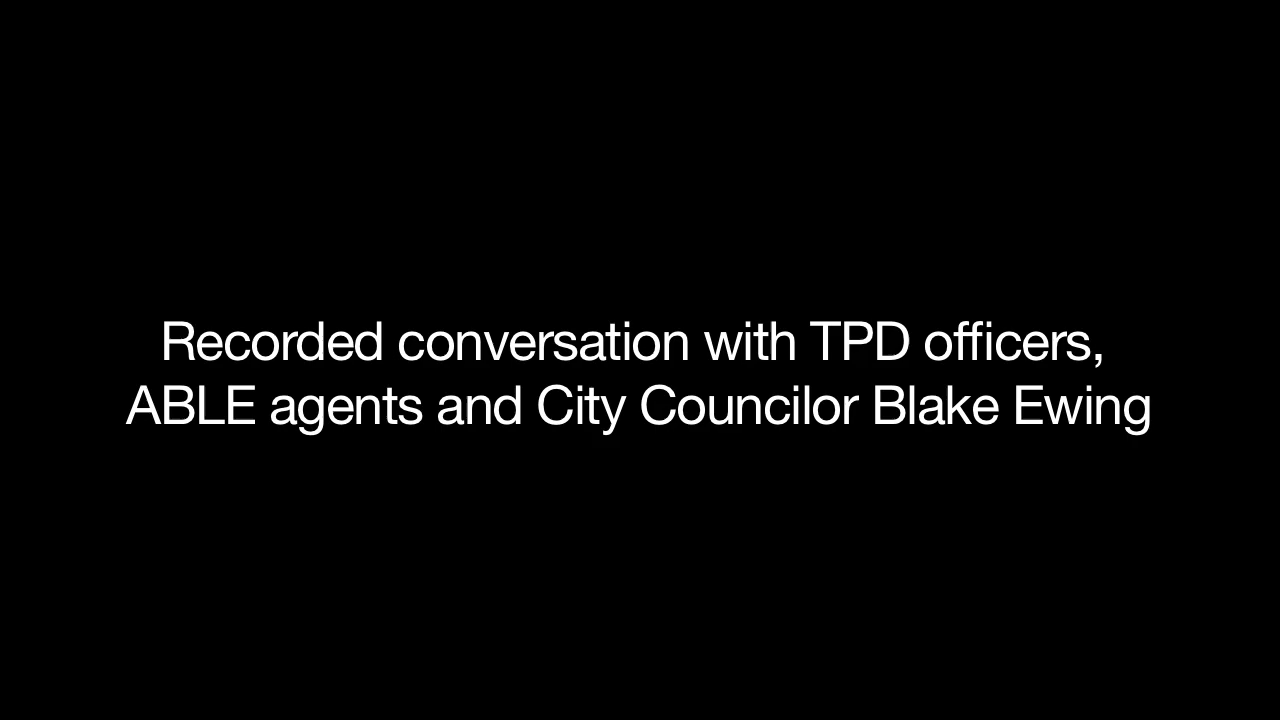 Recorded conversation with TPD officers,
ABLE agents and City Councilor Blake Ewing